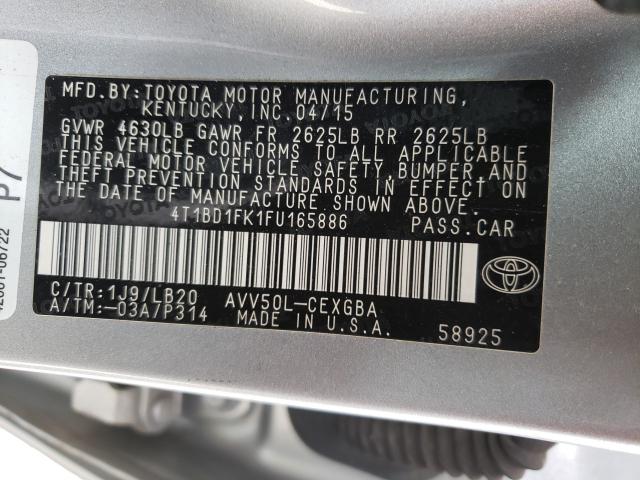 MFD.BY:TOYOTA MOTOR MANUFACTURING,
KENTUCKY, INC.04/15
GVWR 4630LB GAWR FR 2625LB RR 2625LB
THIS VEHICLE CONFORMS TO ALL APPLICABLE
FEDERAL MOTOR VEHICLE SAFETY, BUMPER, AND
THEFT PREVENTION STANDARDS IN EFFECT ON
THE DATE OF MANUFACTURE SHOWN ABOVE.
4T1BD1FK1FU165886 PASS.CAR
C/TR:1J9/LB20 AVV50L-CEXGBA
A/TM:-03A/P314 MADE IN U.S.A.
58925
P7